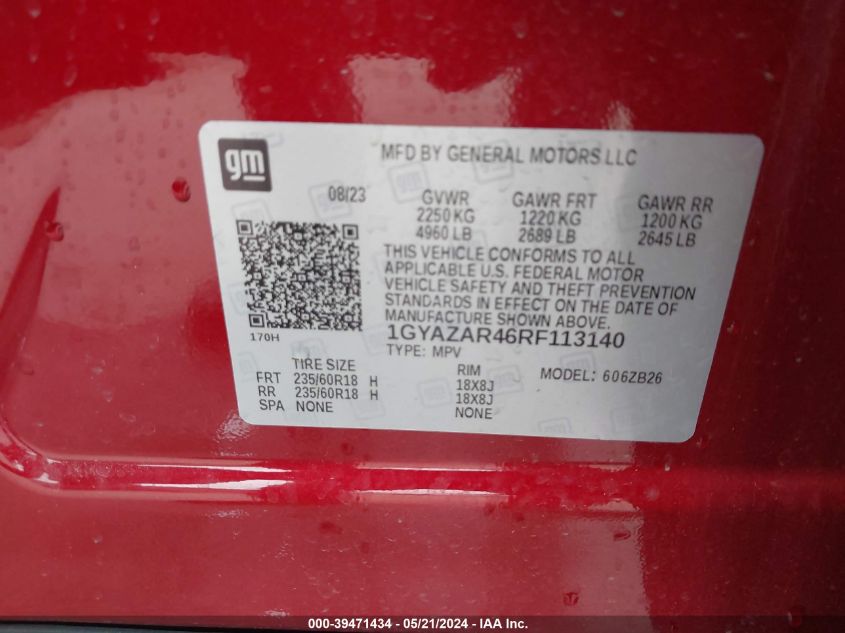 gm
MFD BY GENERAL MOTORS LLC
08/23 GVWR GAWR FRT GAWR RR
2250 KG 1220 KG 1200 KG
4960 LB 2689 LB 2645 LB
THIS VEHICLE CONFORMS TO ALL
APPLICABLE U.S. FEDERAL MOTOR
VEHICLE SAFETY AND THEFT PREVENTION
STANDARDS IN EFFECT ON THE DATE OF
MANUFACTURE SHOWN ABOVE.
170H
1GYAZAR46RF113140
TYPE: MPV
TIRE SIZE RIM MODEL: 606ZB26
FRT 235/60R18 H 18X8J
RR 235/60R18 H 18X8J
SPA NONE NONE
000-39471434 / 05/21/2024 - IAA Inc.